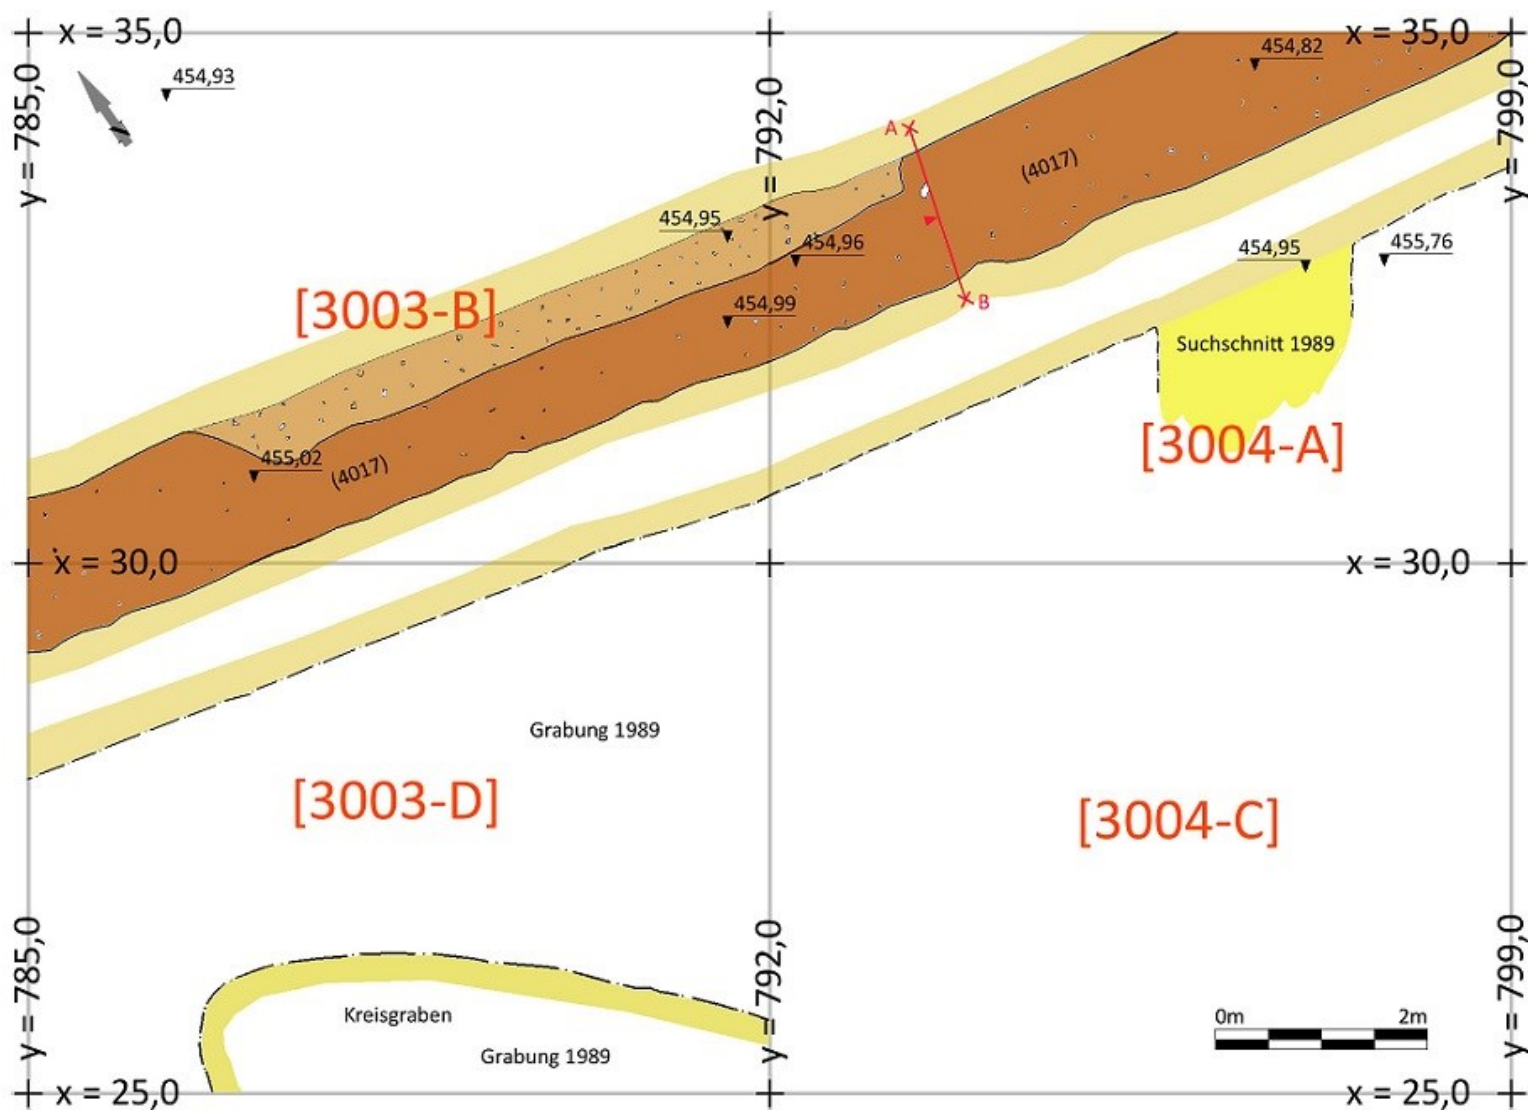 x = 35,0
x = 35,0
y = 785,0
y = 792,0
y = 799,0
454,93
454,82
A
(4017)
454,95
454,96
454,95
455,76
[3003-B]
454,99
B
Suchschnitt 1989
[3004-A]
455,02
(4017)
x = 30,0
x = 30,0
Grabung 1989
[3003-D]
[3004-C]
y = 785,0
y = 792,0
y = 799,0
Kreisgraben
Grabung 1989
0m 2m
x = 25,0
x = 25,0